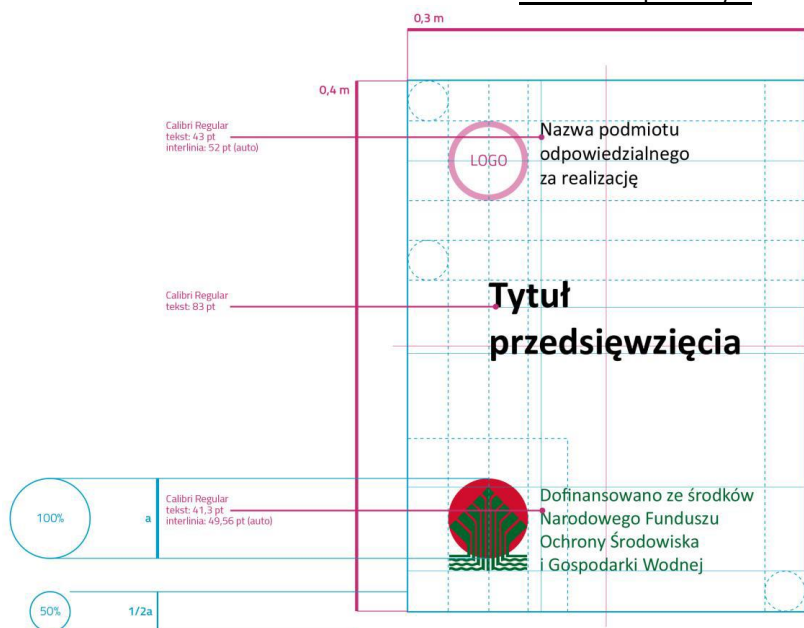 0,3 m
0,4 m
Calibri Regular
tekst: 43 pt
interlinia: 52 pt (auto)
LOGO
Nazwa podmiotu
odpowiedzialnego
za realizację
Calibri Regular
tekst: 83 pt
Tytuł
przedsięwzięcia
100%
a
Calibri Regular
tekst: 41,3 pt
interlinia: 49,56 pt (auto)
Dofinansowano ze środków
Narodowego Funduszu
Ochrony Środowiska
i Gospodarki Wodnej
50%
1/2a